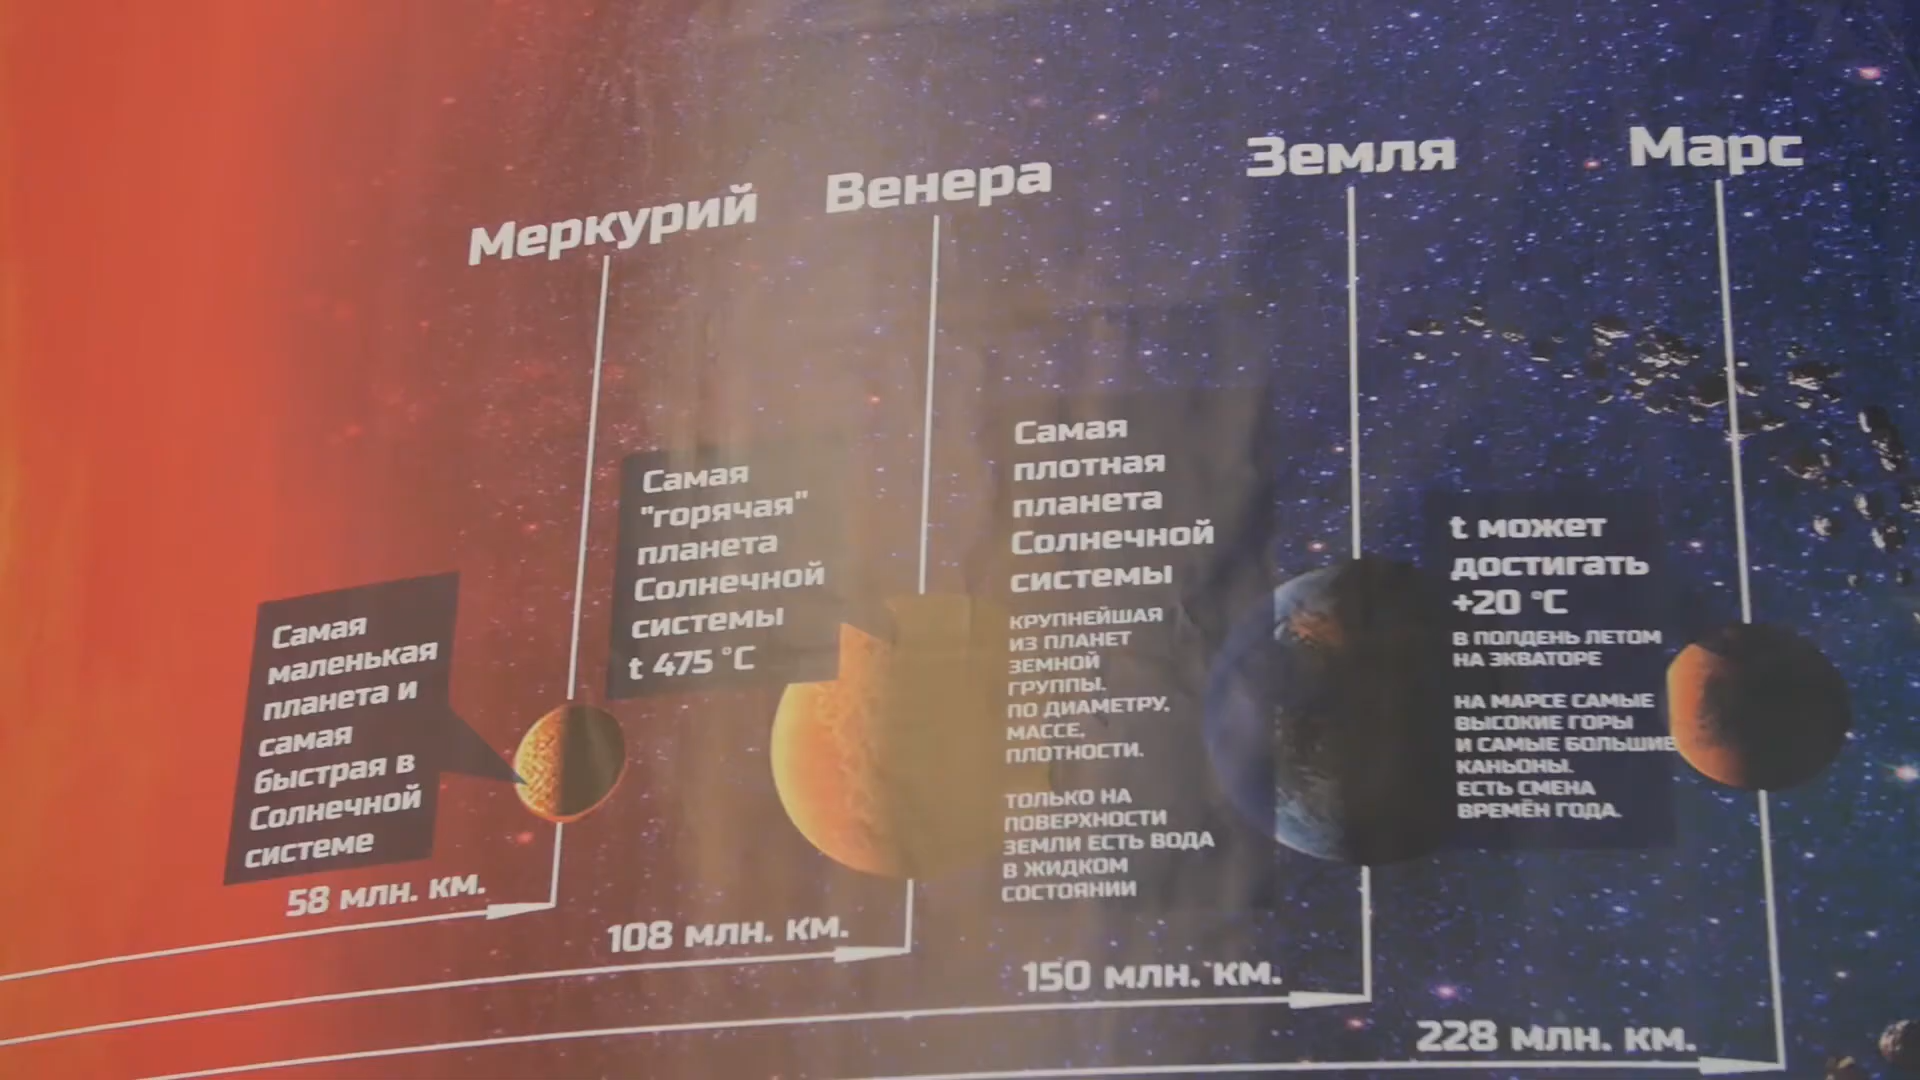 Меркурий
Венера
Земля
Марс
Самая
маленькая
планета и
самая
быстрая в
Солнечной
системе
58 млн. км.
Самая
"горячая"
планета
Солнечной
системы
t 475 °C
108 млн. км.
Самая
плотная
планета
Солнечной
системы
КРУПНЕЙШАЯ
ИЗ ПЛАНЕТ
ЗЕМНОЙ
ГРУППЫ.
ПО ДИАМЕТРУ,
МАССЕ,
ПЛОТНОСТИ.
ТОЛЬКО НА
ПОВЕРХНОСТИ
ЗЕМЛИ ЕСТЬ ВОДА
В ЖИДКОМ
СОСТОЯНИИ
150 млн. км.
t может
достигать
+20 °C
В ПОЛДЕНЬ ЛЕТОМ
НА ЭКВАТОРЕ
НА МАРСЕ САМЫЕ
ВЫСОКИЕ ГОРЫ
И САМЫЕ БОЛЬШИЕ
КАНЬОНЫ.
ЕСТЬ СМЕНА
ВРЕМЁН ГОДА.
228 млн. км.